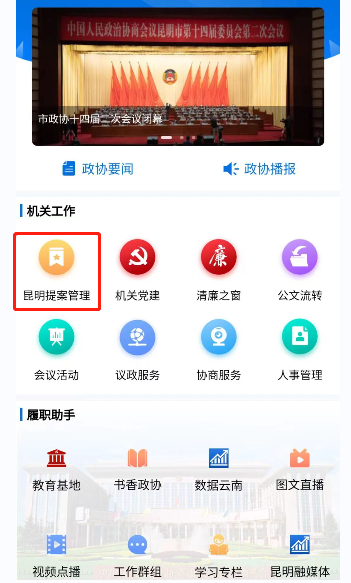 中国人民政治协商会议昆明市第十四届委员会第二次会议
市政协十四届二次会议闭幕
政协要闻 政协播报
机关工作
廉
昆明提案管理 机关党建 清廉之窗 公文流转
会议活动 议政服务 协商服务 人事管理
履职助手
教育基地 书香政协 数据云南 图文直播
视频点播 工作群组 学习专栏 昆明融媒体